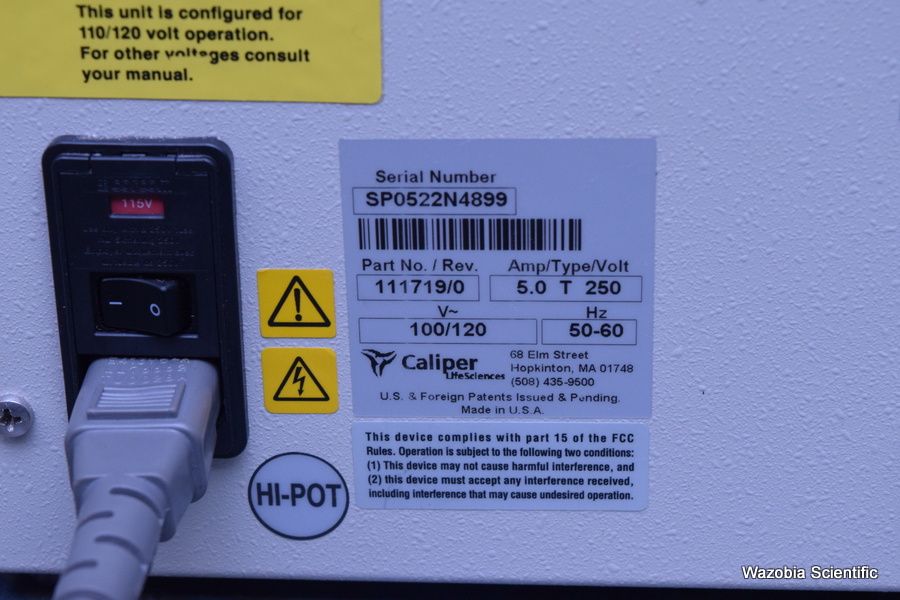 This unit is configured for
110/120 volt operation.
For other voltages consult
your manual.
115V
Serial Number
SP0522N4899
Part No. / Rev.
Amp/Type/Volt
111719/0
5.0 T 250
V~
Hz
100/120
50-60
Caliper
LifeSciences
68 Elm Street
Hopkinton, MA 01748
(508) 435-9500
U.S. & Foreign Patents Issued & Pending.
Made in U.S.A.
This device complies with part 15 of the FCC
Rules. Operation is subject to the following two conditions:
(1) This device may not cause harmful interference, and
(2) this device must accept any interference received,
including interference that may cause undesired operation.
HI-POT
Wazobia Scientific